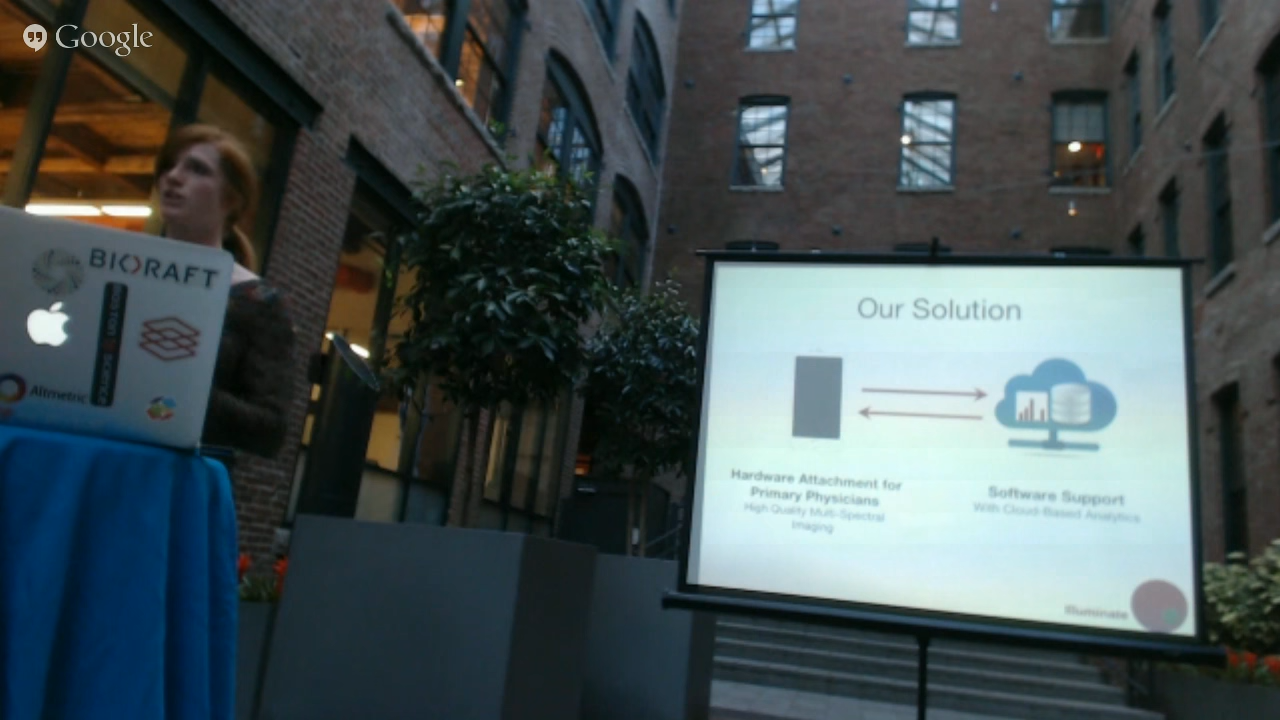 Google
BIORAFT
Altmetric
Our Solution
Hardware Attachment for
Primary Physicians
High Quality Multi-Spectral
Imaging
Software Support
With Cloud-Based Analytics
Illuminate